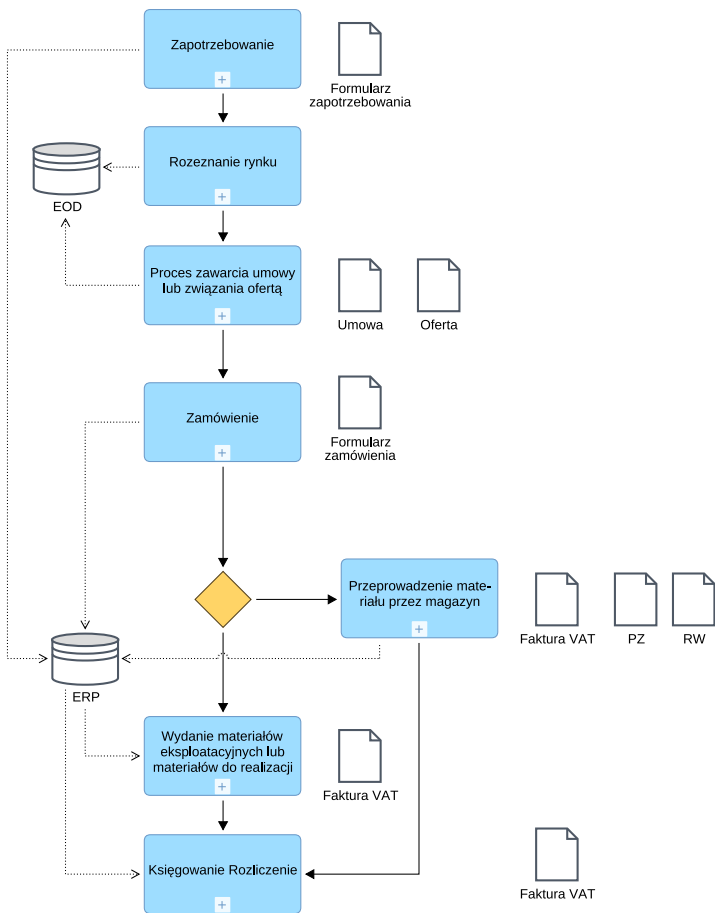 Zapotrzebowanie
Formularz
zapotrzebowania
Rozeznanie rynku
EOD
Proces zawarcia umowy
lub związania ofertą
Umowa
Oferta
Zamówienie
Formularz
zamówienia
Przeprowadzenie mate-
riału przez magazyn
Faktura VAT
PZ
RW
ERP
Wydanie materiałów
eksploatacyjnych lub
materiałów do realizacji
Faktura VAT
Księgowanie Rozliczenie
Faktura VAT